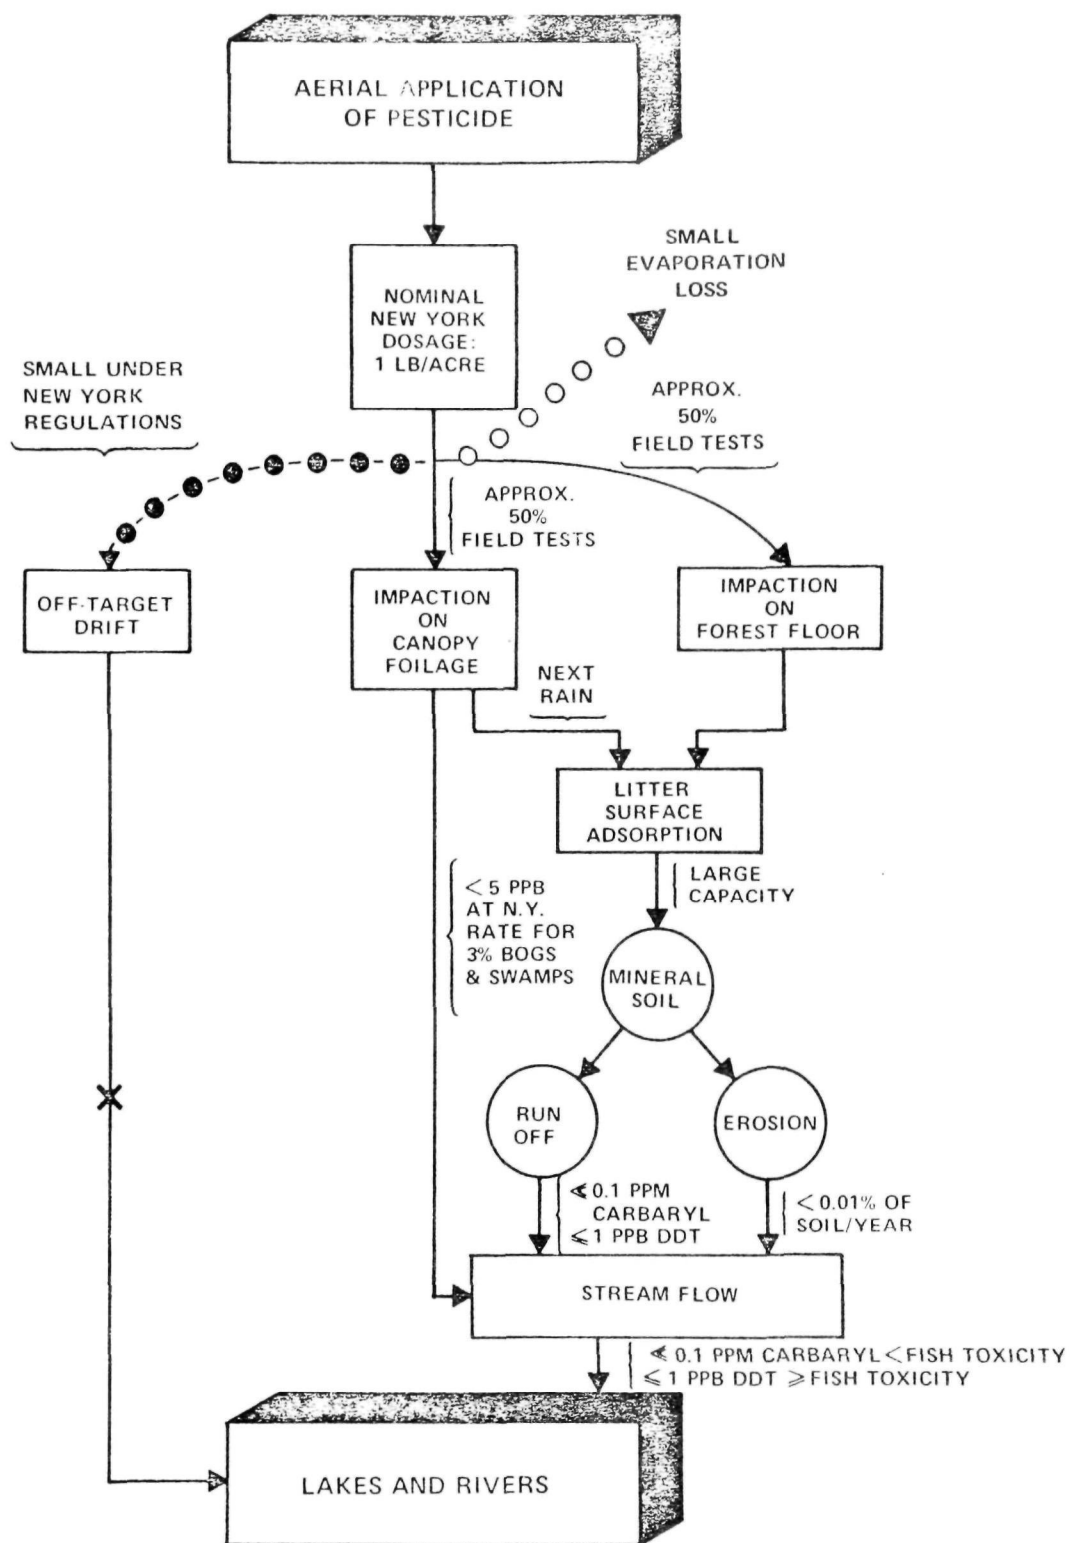 AERIAL APPLICATION
OF PESTICIDE
NOMINAL
NEW YORK
DOSAGE:
1 LB/ACRE
SMALL
EVAPORATION
LOSS
SMALL UNDER
NEW YORK
REGULATIONS
APPROX.
50%
FIELD TESTS
APPROX.
50%
FIELD TESTS
OFF-TARGET
DRIFT
IMPACTION
ON
CANOPY
FOILAGE
IMPACTION
ON
FOREST FLOOR
NEXT
RAIN
LITTER
SURFACE
ADSORPTION
LARGE
CAPACITY
< 5 PPB
AT N.Y.
RATE FOR
3% BOGS
& SWAMPS
MINERAL
SOIL
RUN
OFF
EROSION
≪ 0.1 PPM
CARBARYL
⩽ 1 PPB DDT
< 0.01% OF
SOIL/YEAR
STREAM FLOW
≪ 0.1 PPM CARBARYL < FISH TOXICITY
⩽ 1 PPB DDT ⩾ FISH TOXICITY
LAKES AND RIVERS